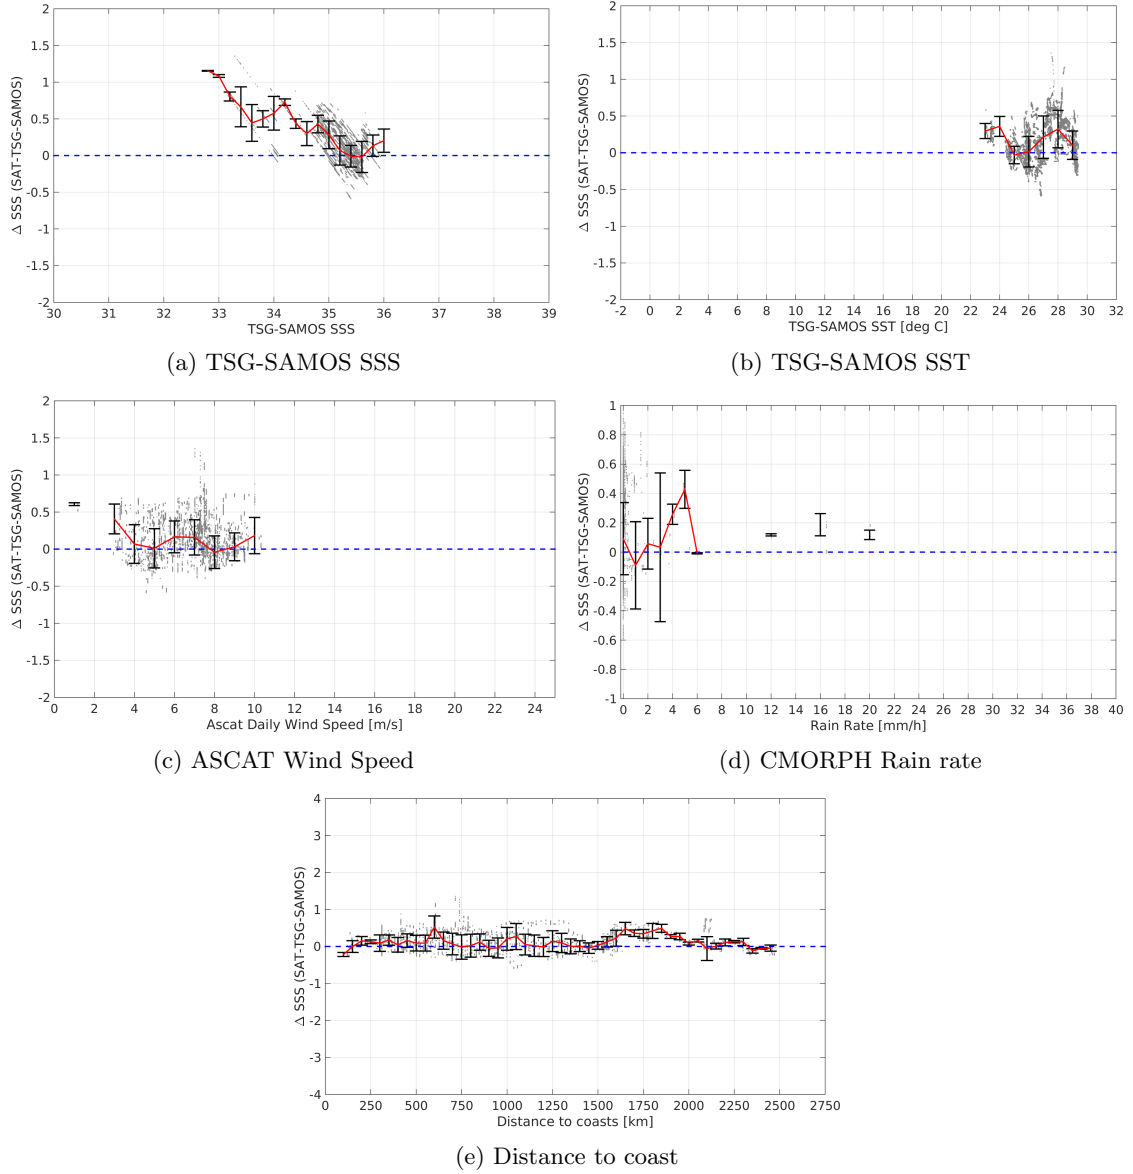 2
1.5
1
0.5
0
-0.5
-1
-1.5
-2
Δ SSS (SAT-TSG-SAMOS)
30 31 32 33 34 35 36 37 38 39
TSG-SAMOS SSS
(a) TSG-SAMOS SSS
2
1.5
1
0.5
0
-0.5
-1
-1.5
-2
Δ SSS (SAT-TSG-SAMOS)
-2 0 2 4 6 8 10 12 14 16 18 20 22 24 26 28 30 32
TSG-SAMOS SST [deg C]
(b) TSG-SAMOS SST
2
1.5
1
0.5
0
-0.5
-1
-1.5
-2
Δ SSS (SAT-TSG-SAMOS)
0 2 4 6 8 10 12 14 16 18 20 22 24
Ascat Daily Wind Speed [m/s]
(c) ASCAT Wind Speed
1
0.8
0.6
0.4
0.2
0
-0.2
-0.4
-0.6
-0.8
-1
Δ SSS (SAT-TSG-SAMOS)
0 2 4 6 8 10 12 14 16 18 20 22 24 26 28 30 32 34 36 38 40
Rain Rate [mm/h]
(d) CMORPH Rain rate
4
3
2
1
0
-1
-2
-3
-4
Δ SSS (SAT-TSG-SAMOS)
0 250 500 750 1000 1250 1500 1750 2000 2250 2500 2750
Distance to coasts [km]
(e) Distance to coast